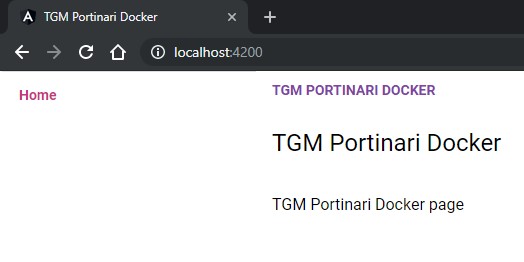 TGM Portinari Docker
localhost:4200
Home
TGM PORTINARI DOCKER
TGM Portinari Docker
TGM Portinari Docker page